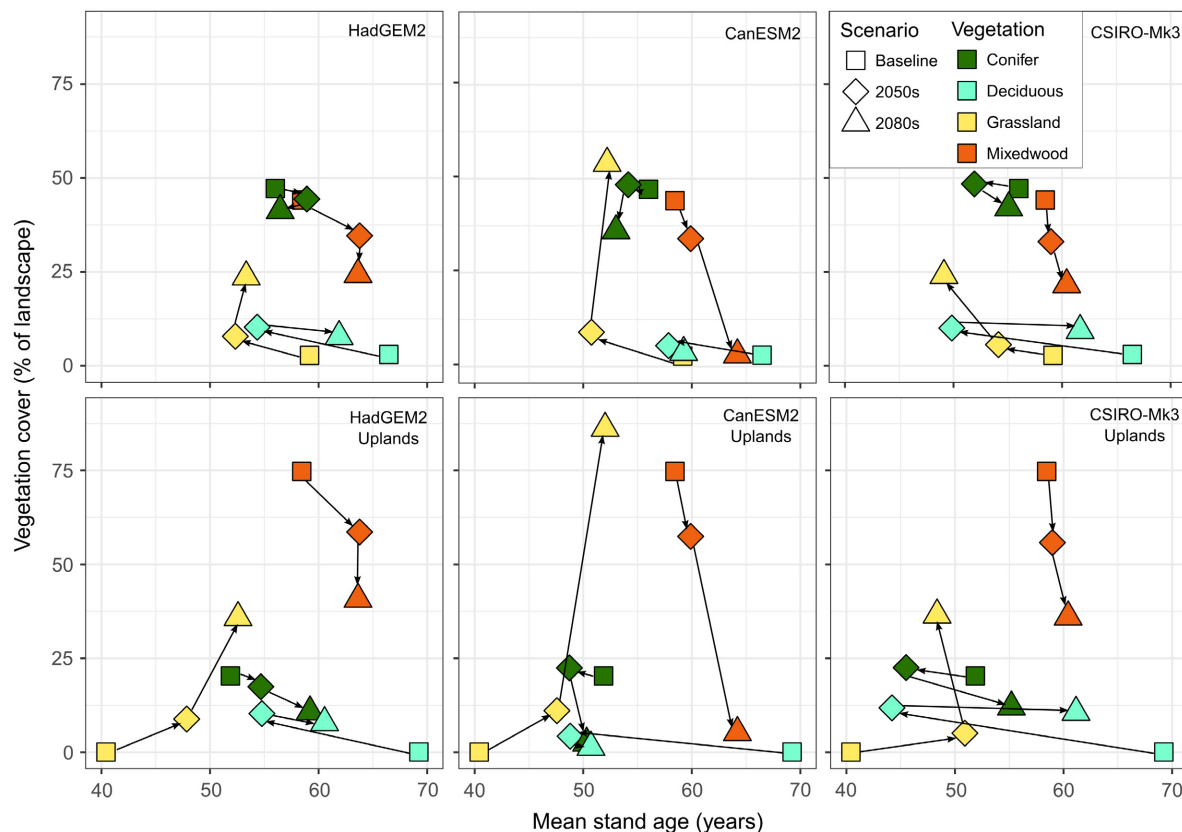 HadGEM2
CanESM2
CSIRO-Mk3
Scenario
Baseline
2050s
2080s
Vegetation
Conifer
Deciduous
Grassland
Mixedwood
75
50
25
0
HadGEM2
Uplands
CanESM2
Uplands
CSIRO-Mk3
Uplands
75
50
25
0
40 50 60 70
40 50 60 70
40 50 60 70
Vegetation cover (% of landscape)
Mean stand age (years)